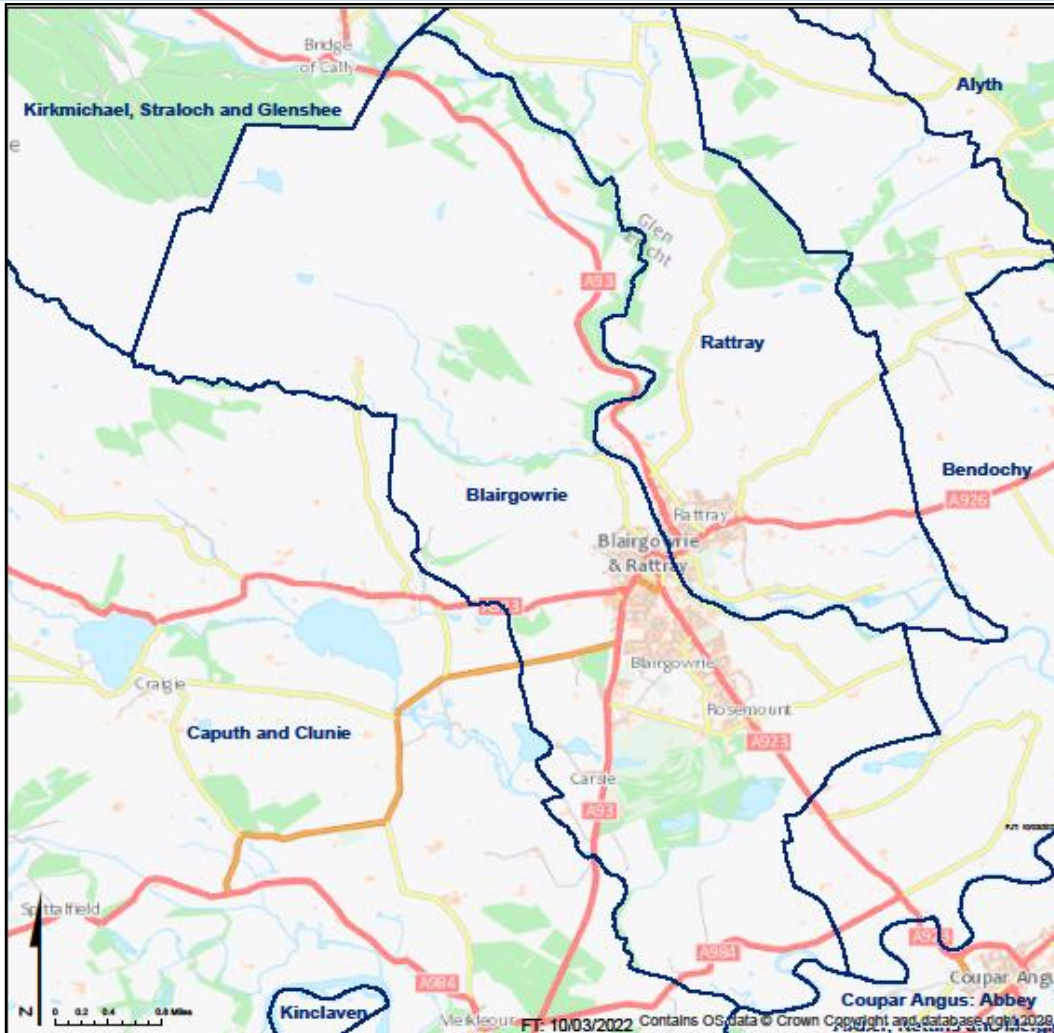 Bridge
of Cally
Kirkmichael, Straloch and Glenshee
Alyth
Glen
A93
Rattray
Bendochy
A926
Blairgowrie
Rattray
Blairgowrie
& Rattray
A923
Blairgowrie
Craigie
Rosemount
Caputh and Clunie
A923
Carsie
A93
Spittalfield
A984
A923
Coupar Angus
A984
N
0 0.2 0.4 0.8 Miles
Kinclaven
Meikleour
Coupar Angus: Abbey
FT: 10/03/2022 Contains OS data © Crown Copyright and database right